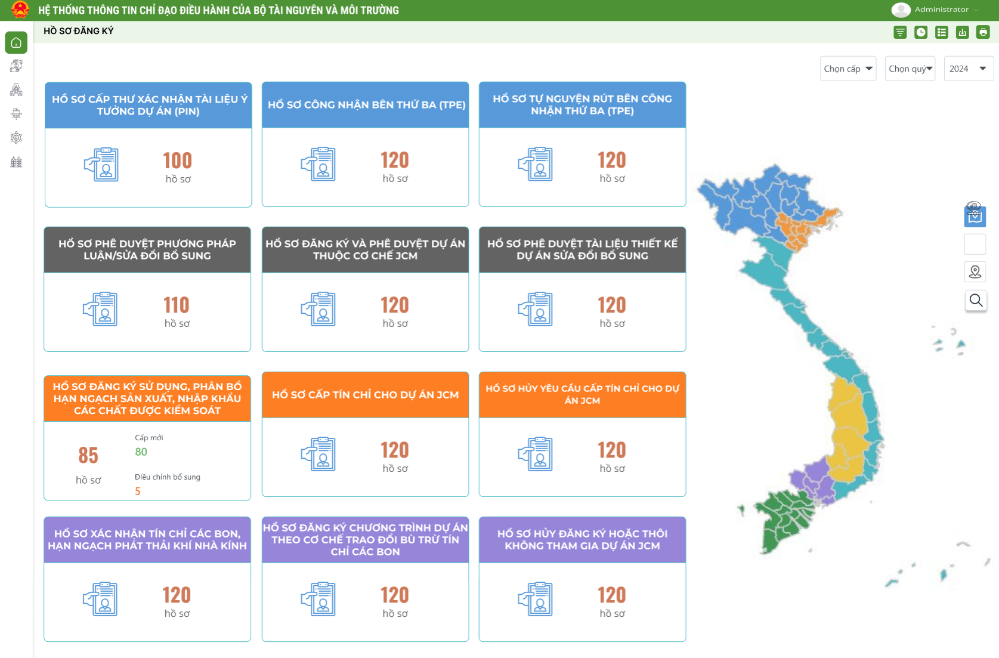 HỆ THỐNG THÔNG TIN CHỈ ĐẠO ĐIỀU HÀNH CỦA BỘ TÀI NGUYÊN VÀ MÔI TRƯỜNG
Administrator
HỒ SƠ ĐĂNG KÝ
Chọn cấp
Chọn quý
2024
HỒ SƠ CẤP THƯ XÁC NHẬN TÀI LIỆU Ý
TƯỞNG DỰ ÁN (PIN)
100
hồ sơ
HỒ SƠ CÔNG NHẬN BÊN THỨ BA (TPE)
120
hồ sơ
HỒ SƠ TỰ NGUYỆN RÚT BÊN CÔNG
NHẬN THỨ BA (TPE)
120
hồ sơ
HỒ SƠ PHÊ DUYỆT PHƯƠNG PHÁP
LUẬN/SỬA ĐỔI BỔ SUNG
110
hồ sơ
HỒ SƠ ĐĂNG KÝ VÀ PHÊ DUYỆT DỰ ÁN
THUỘC CƠ CHẾ JCM
120
hồ sơ
HỒ SƠ PHÊ DUYỆT TÀI LIỆU THIẾT KẾ
DỰ ÁN SỬA ĐỔI BỔ SUNG
120
hồ sơ
HỒ SƠ ĐĂNG KÝ SỬ DỤNG, PHÂN BỔ
HẠN NGẠCH SẢN XUẤT, NHẬP KHẨU
CÁC CHẤT ĐƯỢC KIỂM SOÁT
85
hồ sơ
Cấp mới
80
Điều chỉnh bổ sung
5
HỒ SƠ CẤP TÍN CHỈ CHO DỰ ÁN JCM
120
hồ sơ
HỒ SƠ HỦY YÊU CẦU CẤP TÍN CHỈ CHO DỰ
ÁN JCM
120
hồ sơ
HỒ SƠ XÁC NHẬN TÍN CHỈ CÁC BON,
HẠN NGẠCH PHÁT THẢI KHÍ NHÀ KÍNH
120
hồ sơ
HỒ SƠ ĐĂNG KÝ CHƯƠNG TRÌNH DỰ ÁN
THEO CƠ CHẾ TRAO ĐỔI BÙ TRỪ TÍN
CHỈ CÁC BON
120
hồ sơ
HỒ SƠ HỦY ĐĂNG KÝ HOẶC THÔI
KHÔNG THAM GIA DỰ ÁN JCM
120
hồ sơ